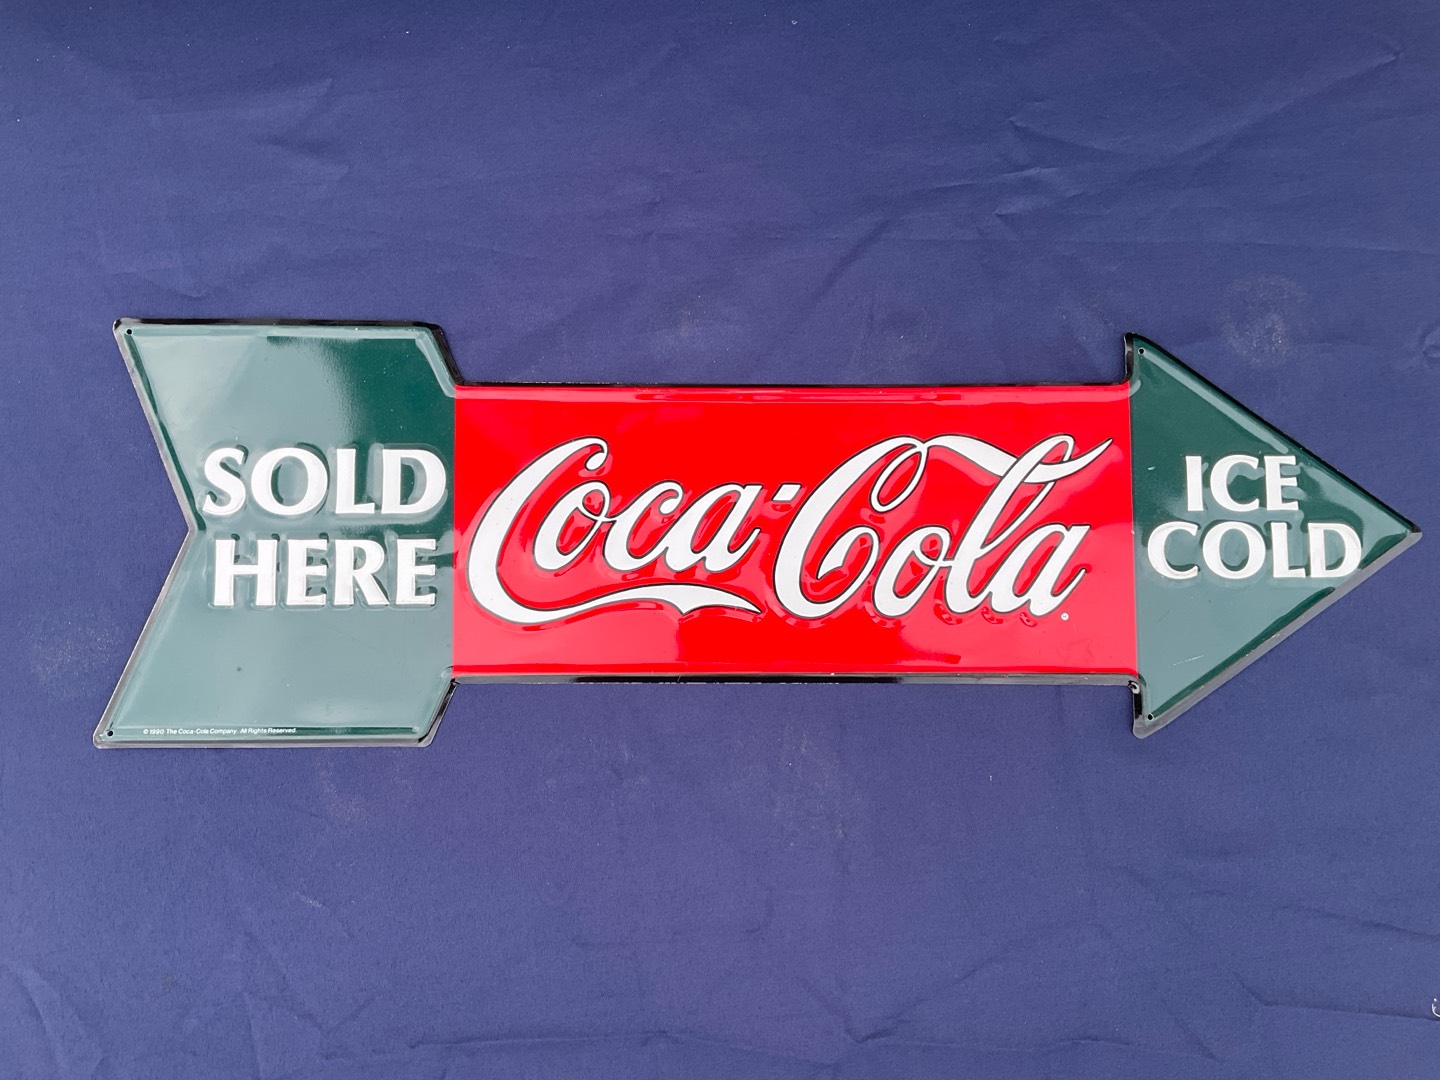 SOLD
HERE
Coca-Cola
ICE
COLD
© 1990 The Coca-Cola Company. All Rights Reserved.